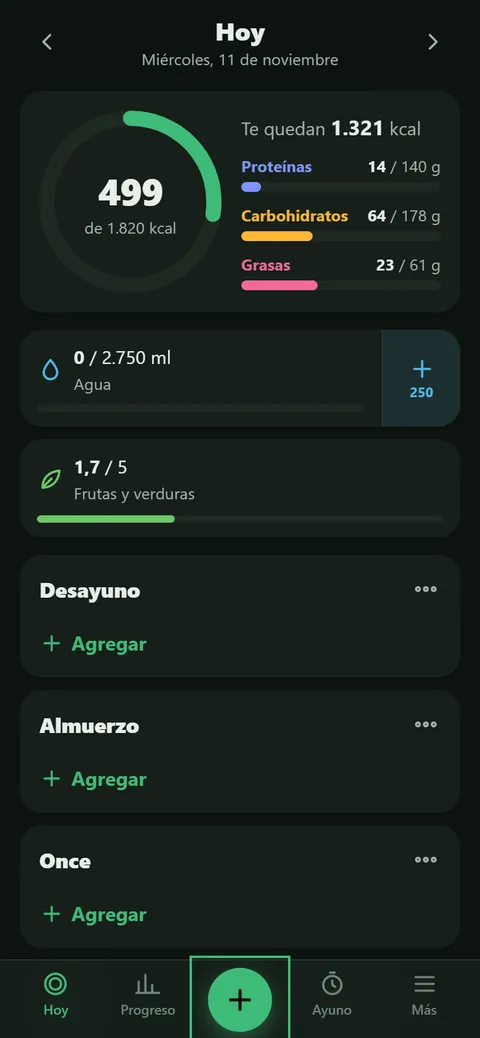 Hoy
Miércoles, 11 de noviembre
499
de 1.820 kcal
Te quedan 1.321 kcal
Proteínas 14 / 140 g
Carbohidratos 64 / 178 g
Grasas 23 / 61 g
0 / 2.750 ml
Agua
+
250
1,7 / 5
Frutas y verduras
Desayuno
+ Agregar
Almuerzo
+ Agregar
Once
+ Agregar
Hoy
Progreso
+
Ayuno
Más